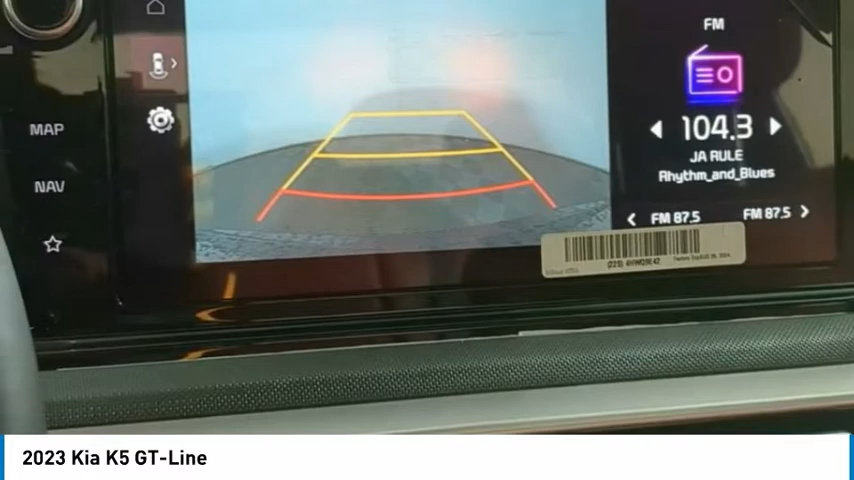 FM
MAP
104.3
JA RULE
Rhythm_and_Blues
NAV
FM 87.5
FM 87.5
2023 Kia K5 GT-Line